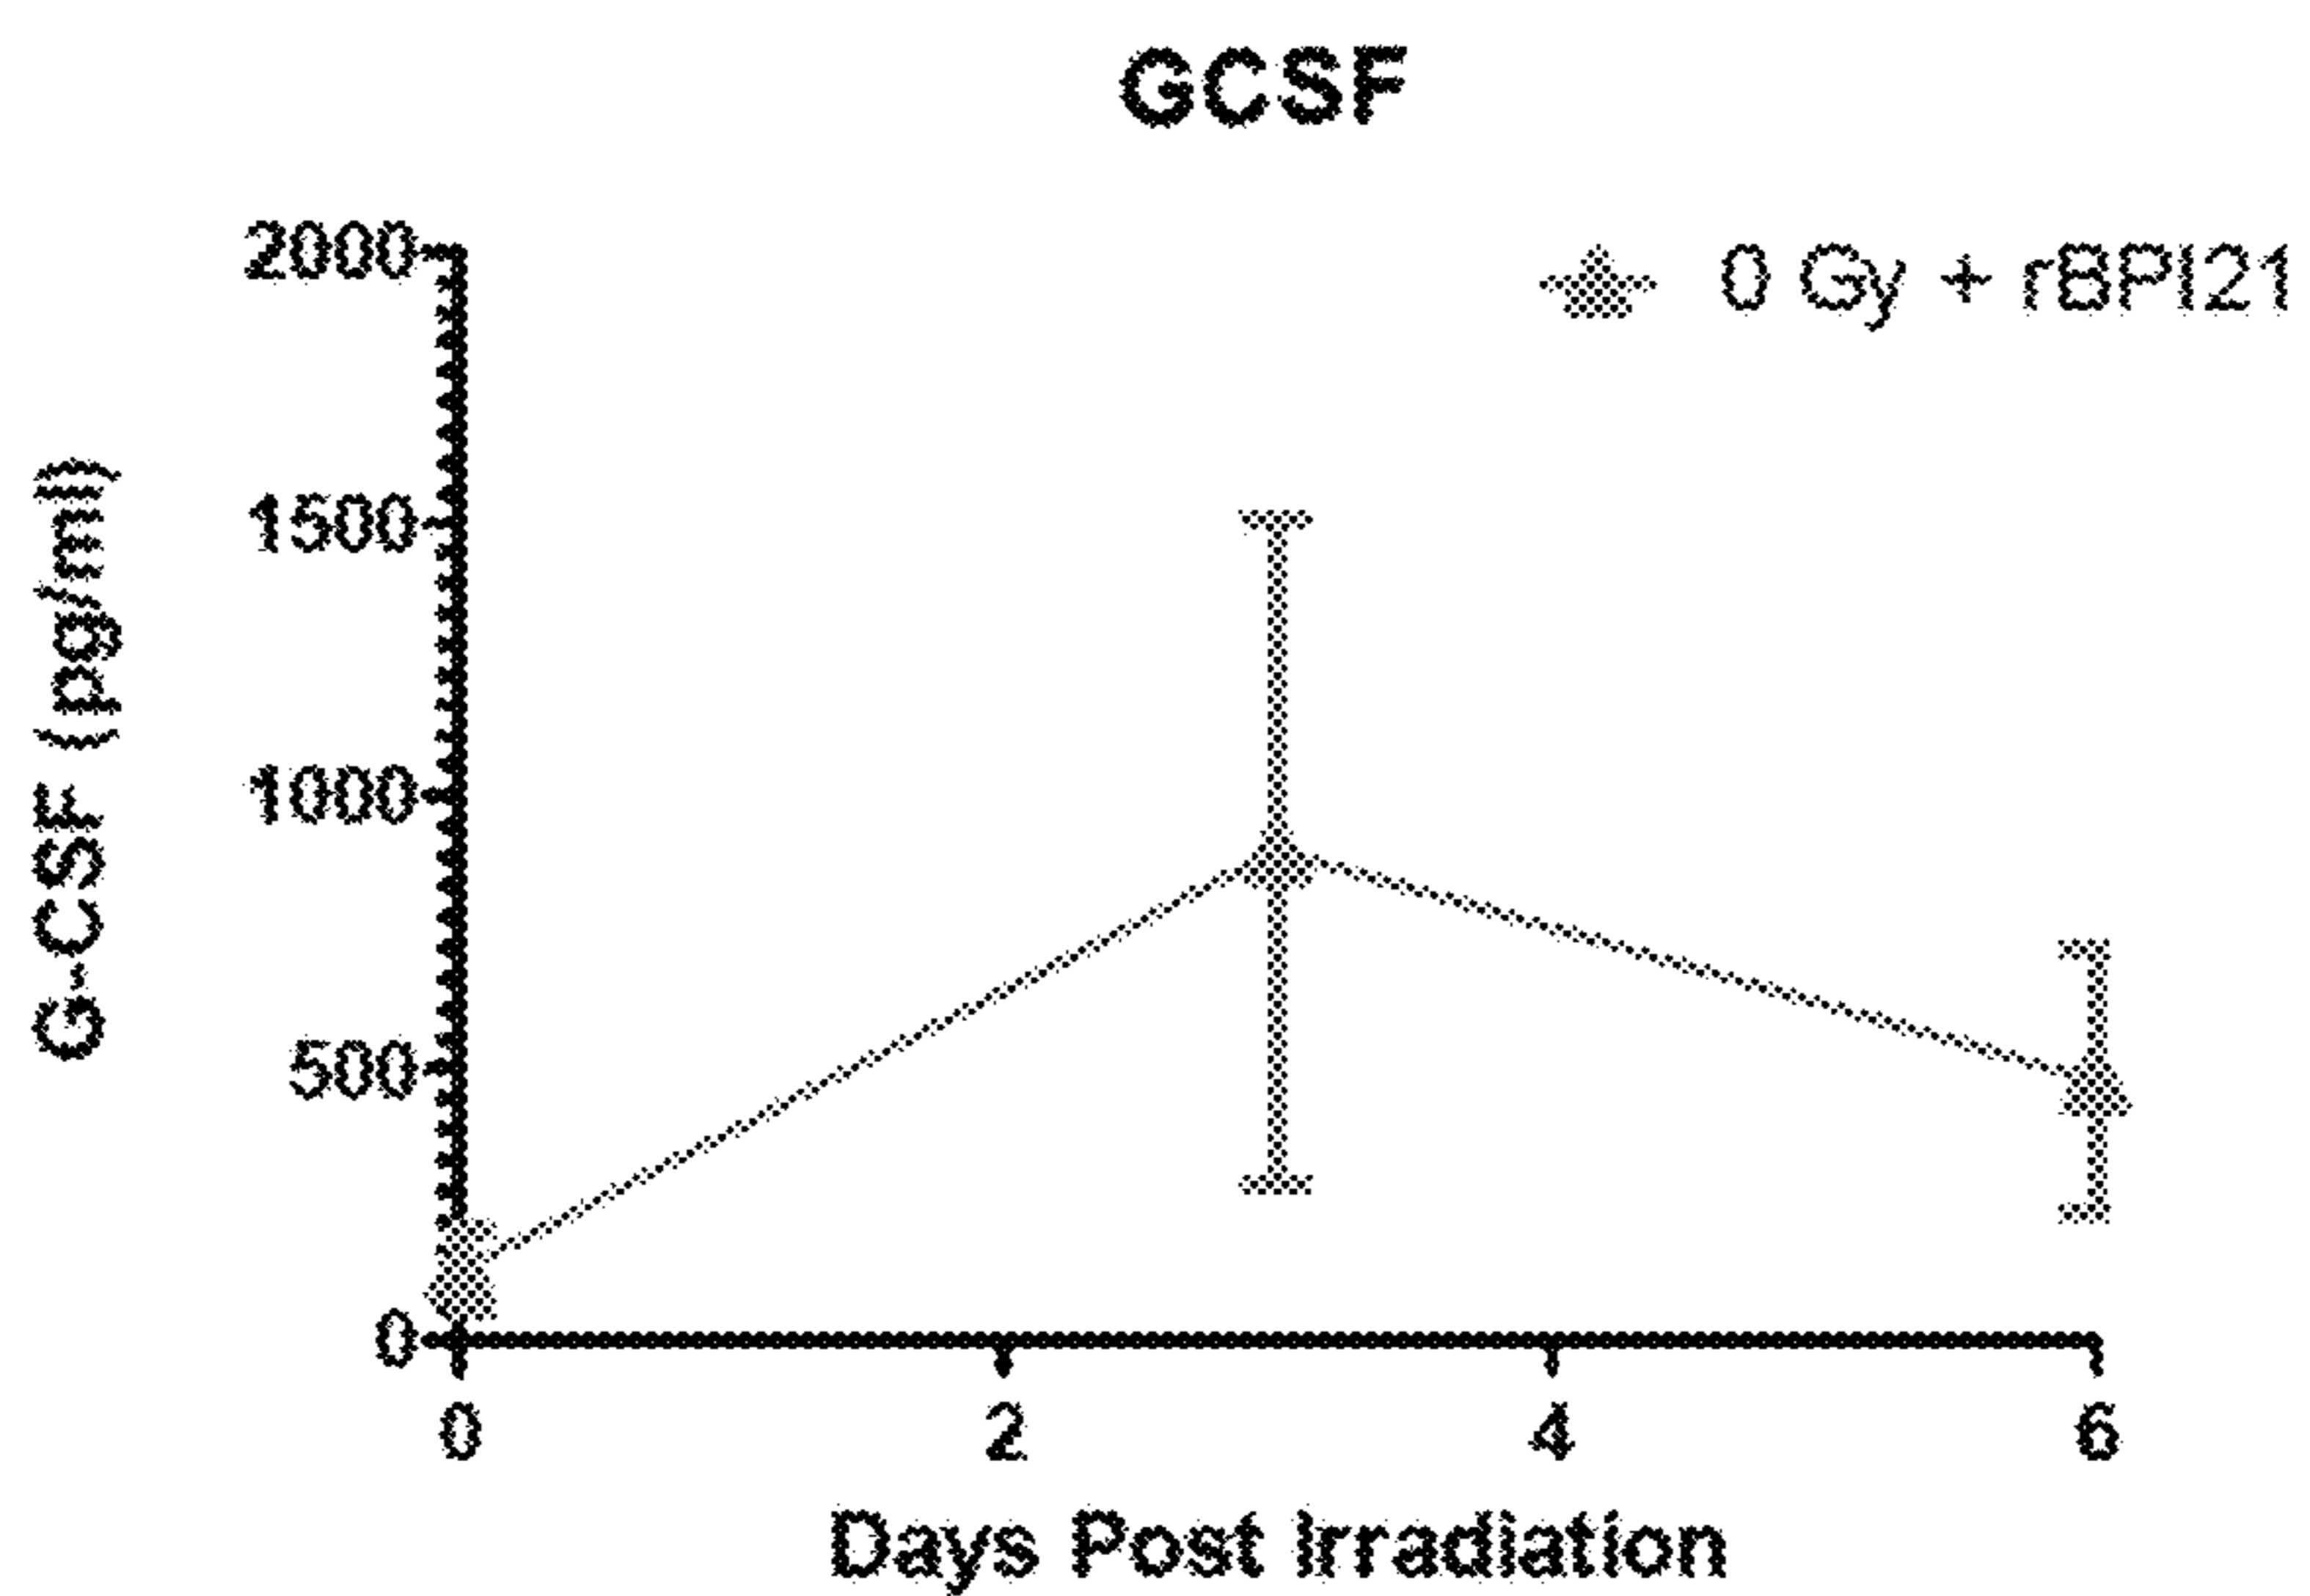 GCSF
2000
0 Gy + rBPI21
1500
G-CSF ( pg/ml)
1000
500
0
0 2 4 6
Days Post Irradiation